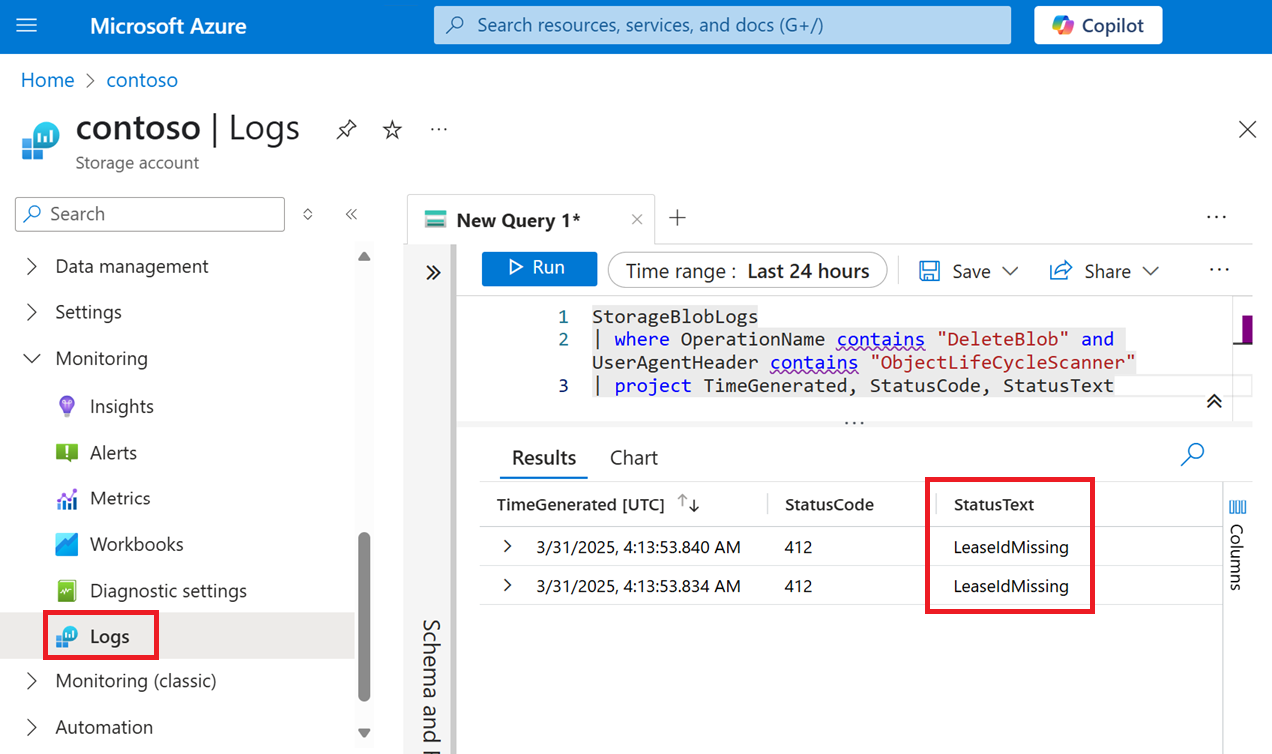 Microsoft Azure
Search resources, services, and docs (G+/)
Copilot
Home > contoso
contoso | Logs
...
Storage account
Search
Data management
Settings
Monitoring
Insights
Alerts
Metrics
Workbooks
Diagnostic settings
Logs
Monitoring (classic)
Automation
New Query 1*
Run
Time range : Last 24 hours
Save
Share
1 StorageBlobLogs
2 | where OperationName contains "DeleteBlob" and
UserAgentHeader contains "ObjectLifeCycleScanner"
3 | project TimeGenerated, StatusCode, StatusText
Results
Chart
TimeGenerated [UTC] StatusCode StatusText
3/31/2025, 4:13:53.840 AM 412 LeaseIdMissing
3/31/2025, 4:13:53.834 AM 412 LeaseIdMissing
Columns
Schema and